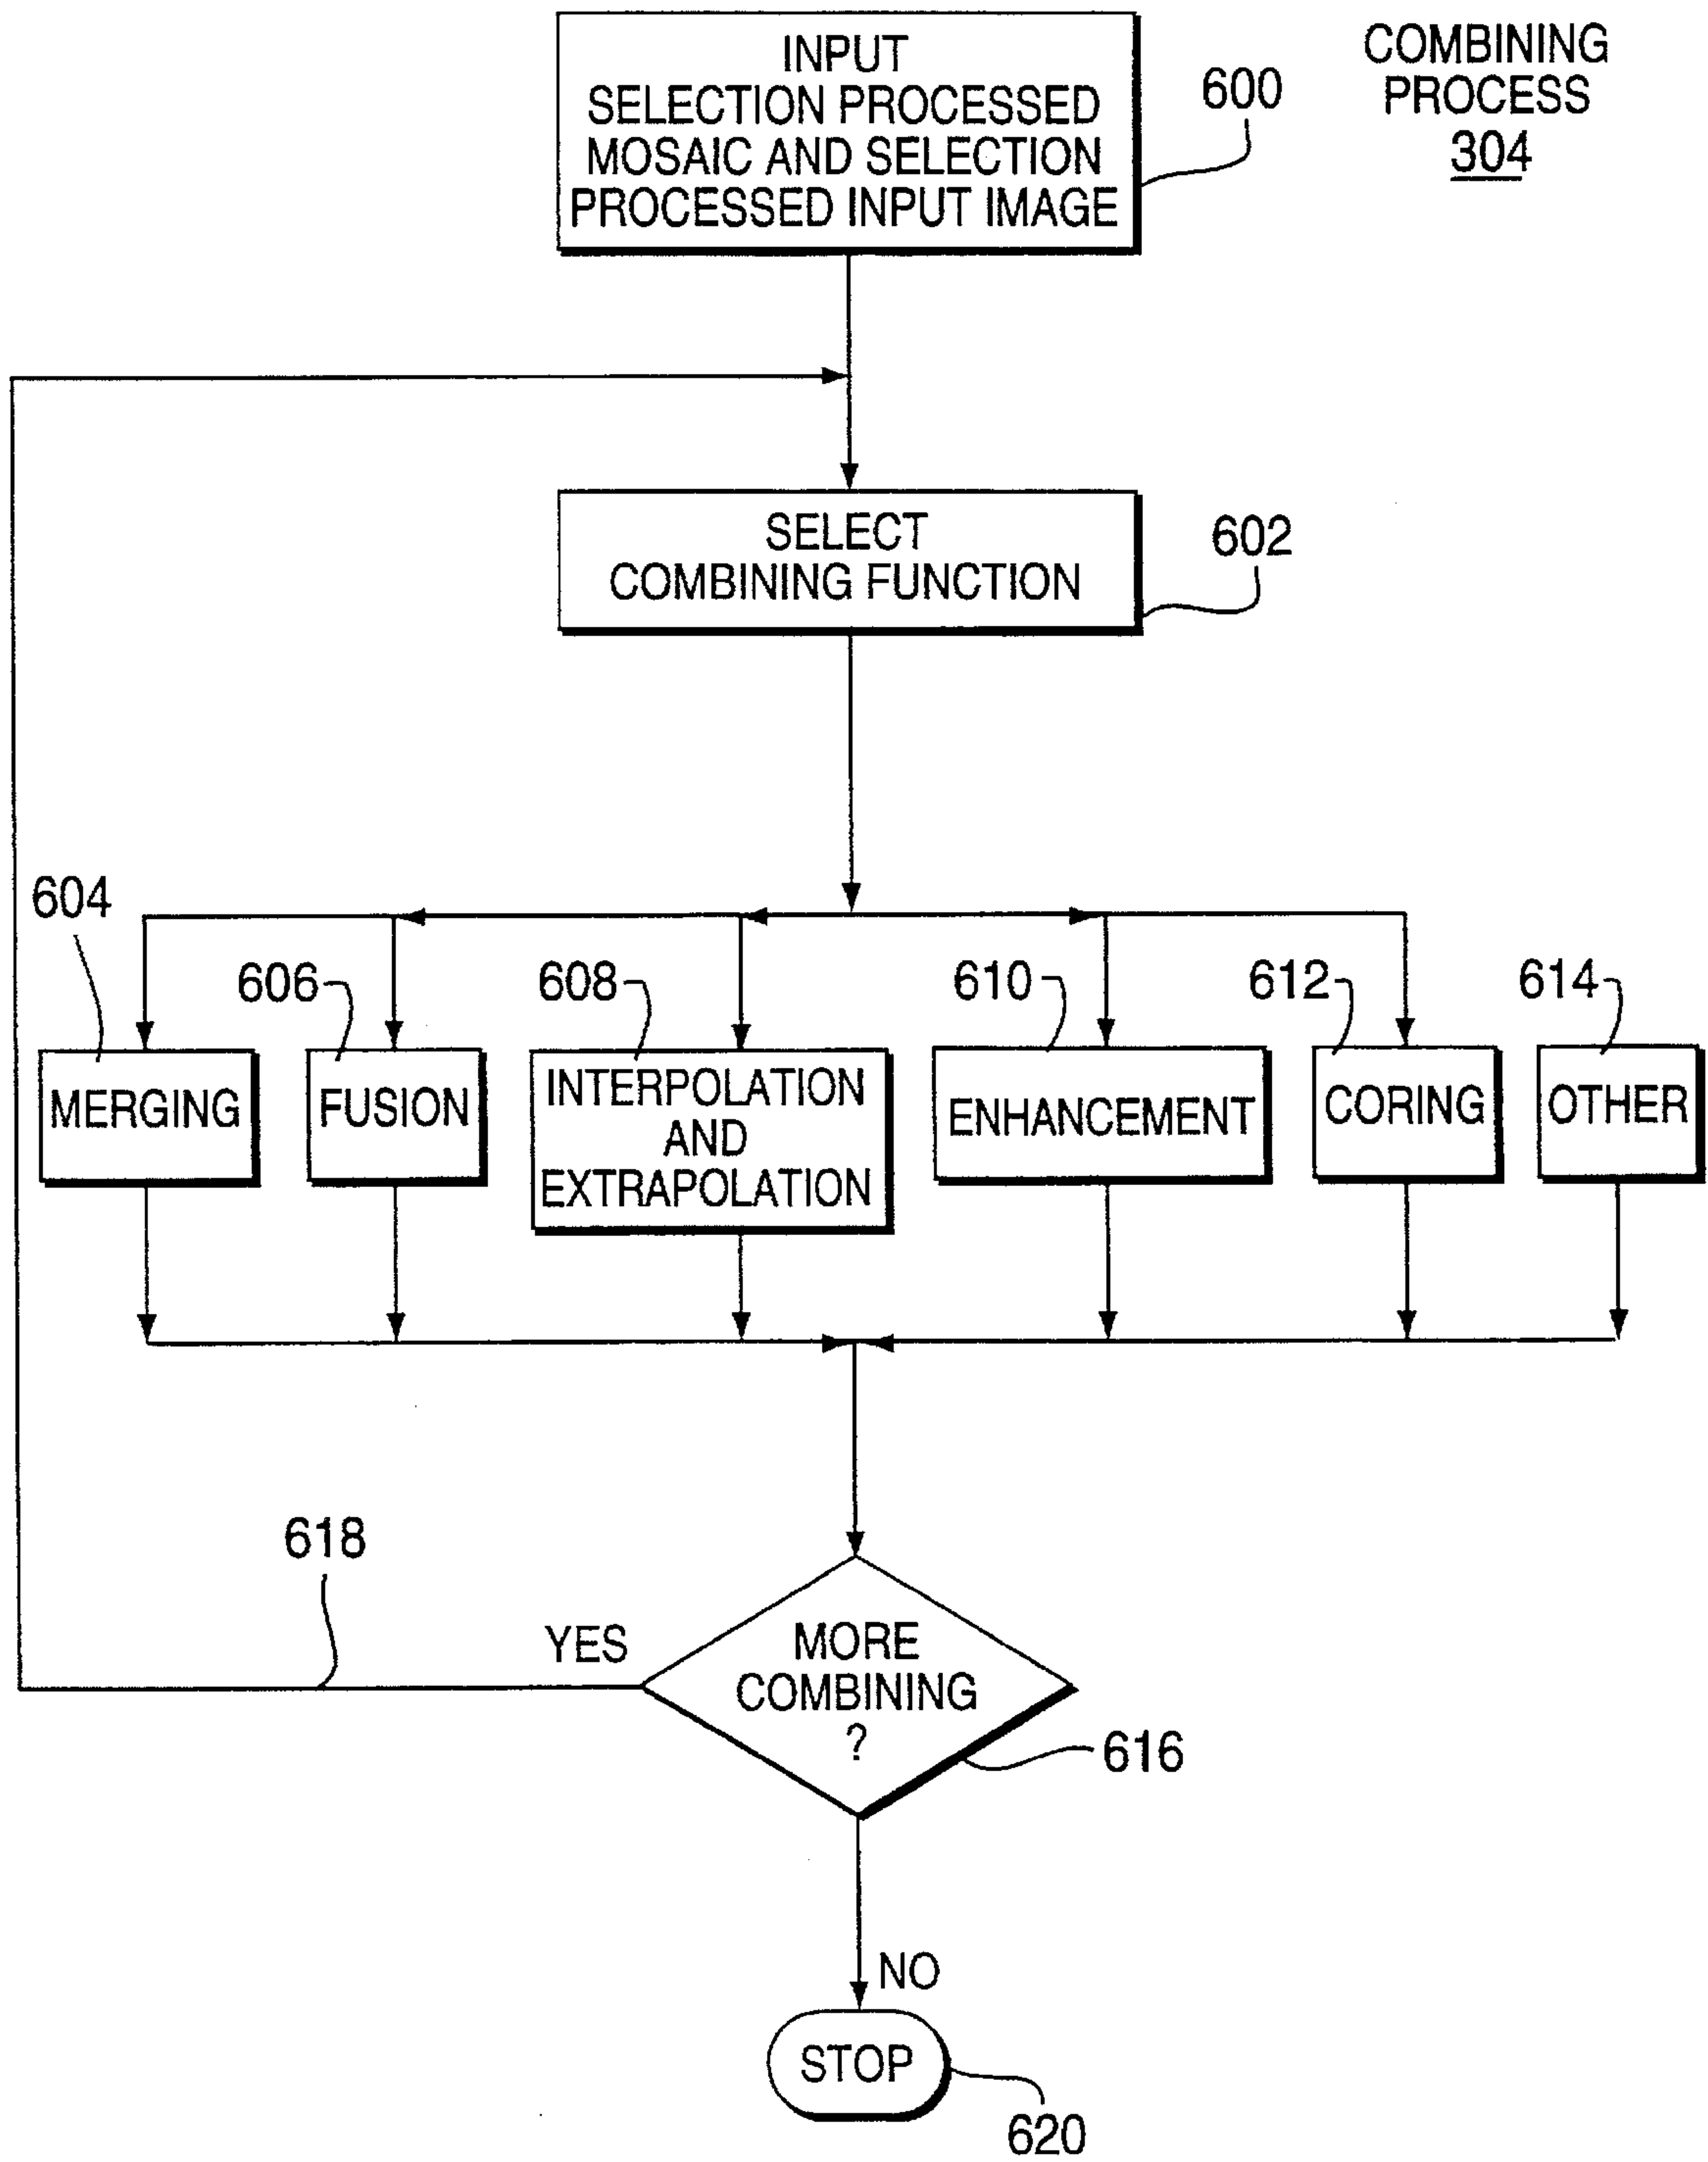 INPUT
SELECTION PROCESSED
MOSAIC AND SELECTION
PROCESSED INPUT IMAGE
600
COMBINING
PROCESS
304
SELECT
COMBINING FUNCTION
602
604
606
608
610
612
614
MERGING
FUSION
INTERPOLATION
AND
EXTRAPOLATION
ENHANCEMENT
CORING
OTHER
618
YES
MORE
COMBINING
?
616
NO
STOP
620